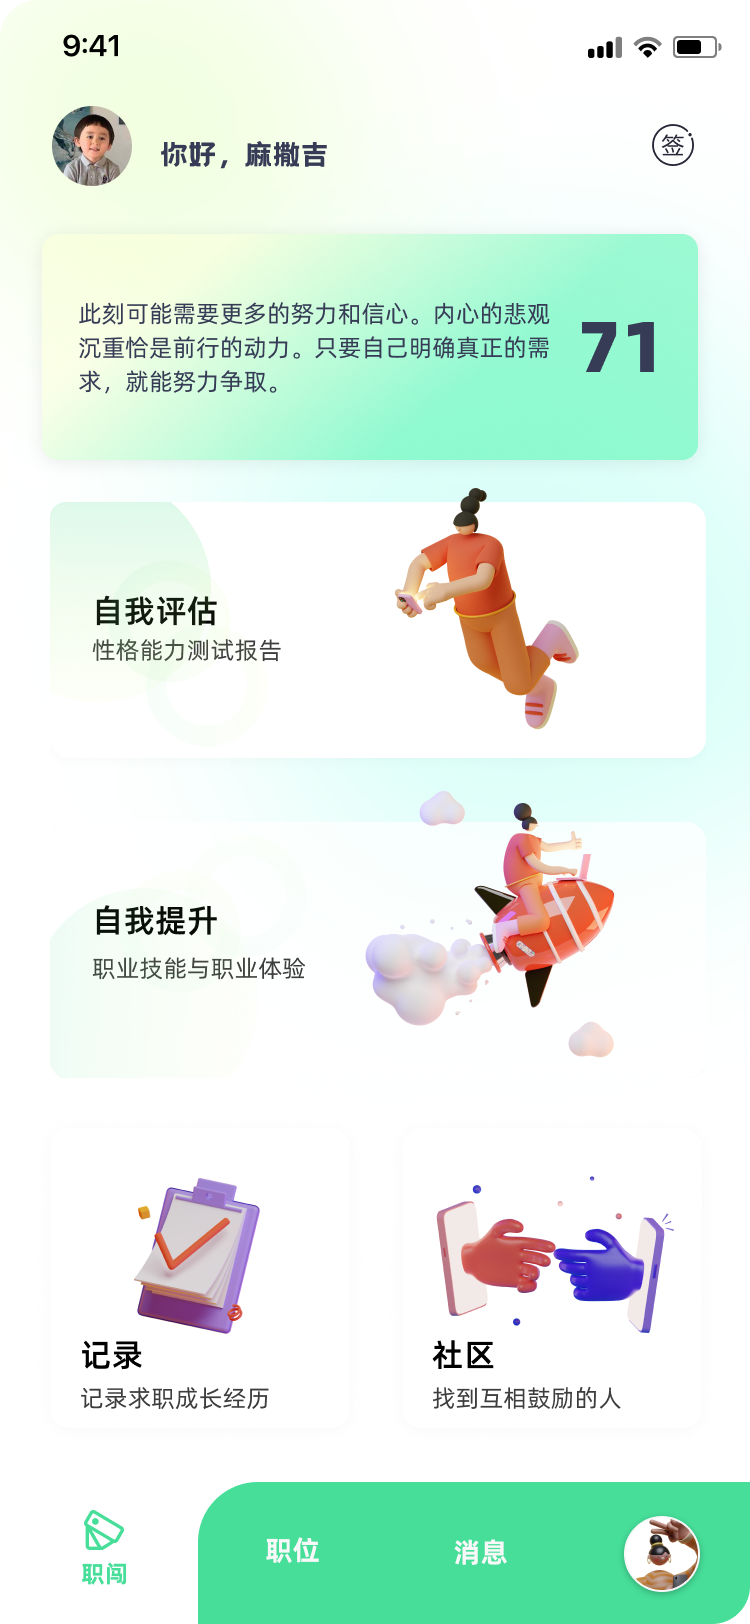 9:41
你好，麻撒吉
签
此刻可能需要更多的努力和信心。内心的悲观
沉重恰是前行的动力。只要自己明确真正的需
求，就能努力争取。
71
自我评估
性格能力测试报告
自我提升
职业技能与职业体验
记录
记录求职成长经历
社区
找到互相鼓励的人
职闯
职位
消息